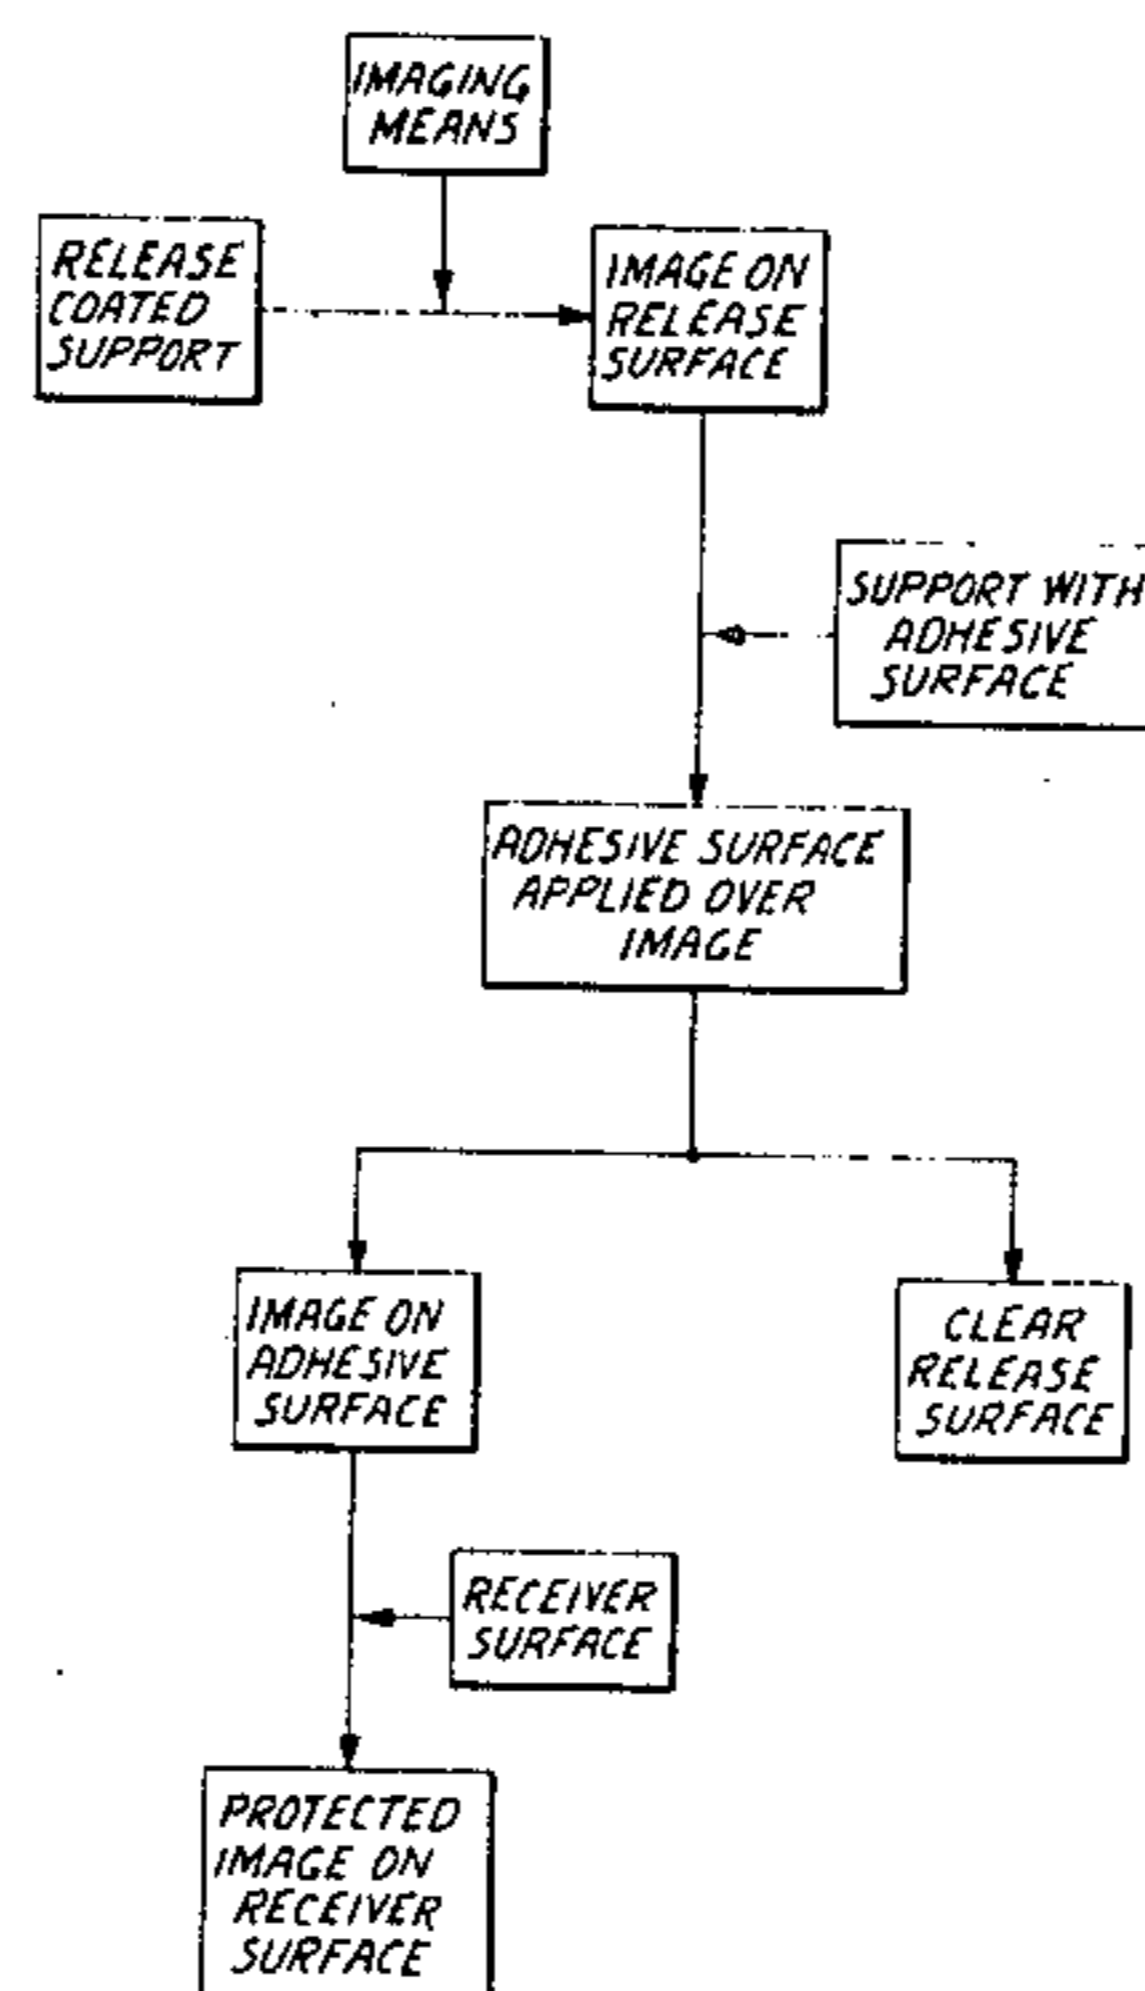 IMAGING
MEANS
RELEASE
COATED
SUPPORT
IMAGE ON
RELEASE
SURFACE
SUPPORT WITH
ADHESIVE
SURFACE
ADHESIVE SURFACE
APPLIED OVER
IMAGE
IMAGE ON
ADHESIVE
SURFACE
CLEAR
RELEASE
SURFACE
RECEIVER
SURFACE
PROTECTED
IMAGE ON
RECEIVER
SURFACE